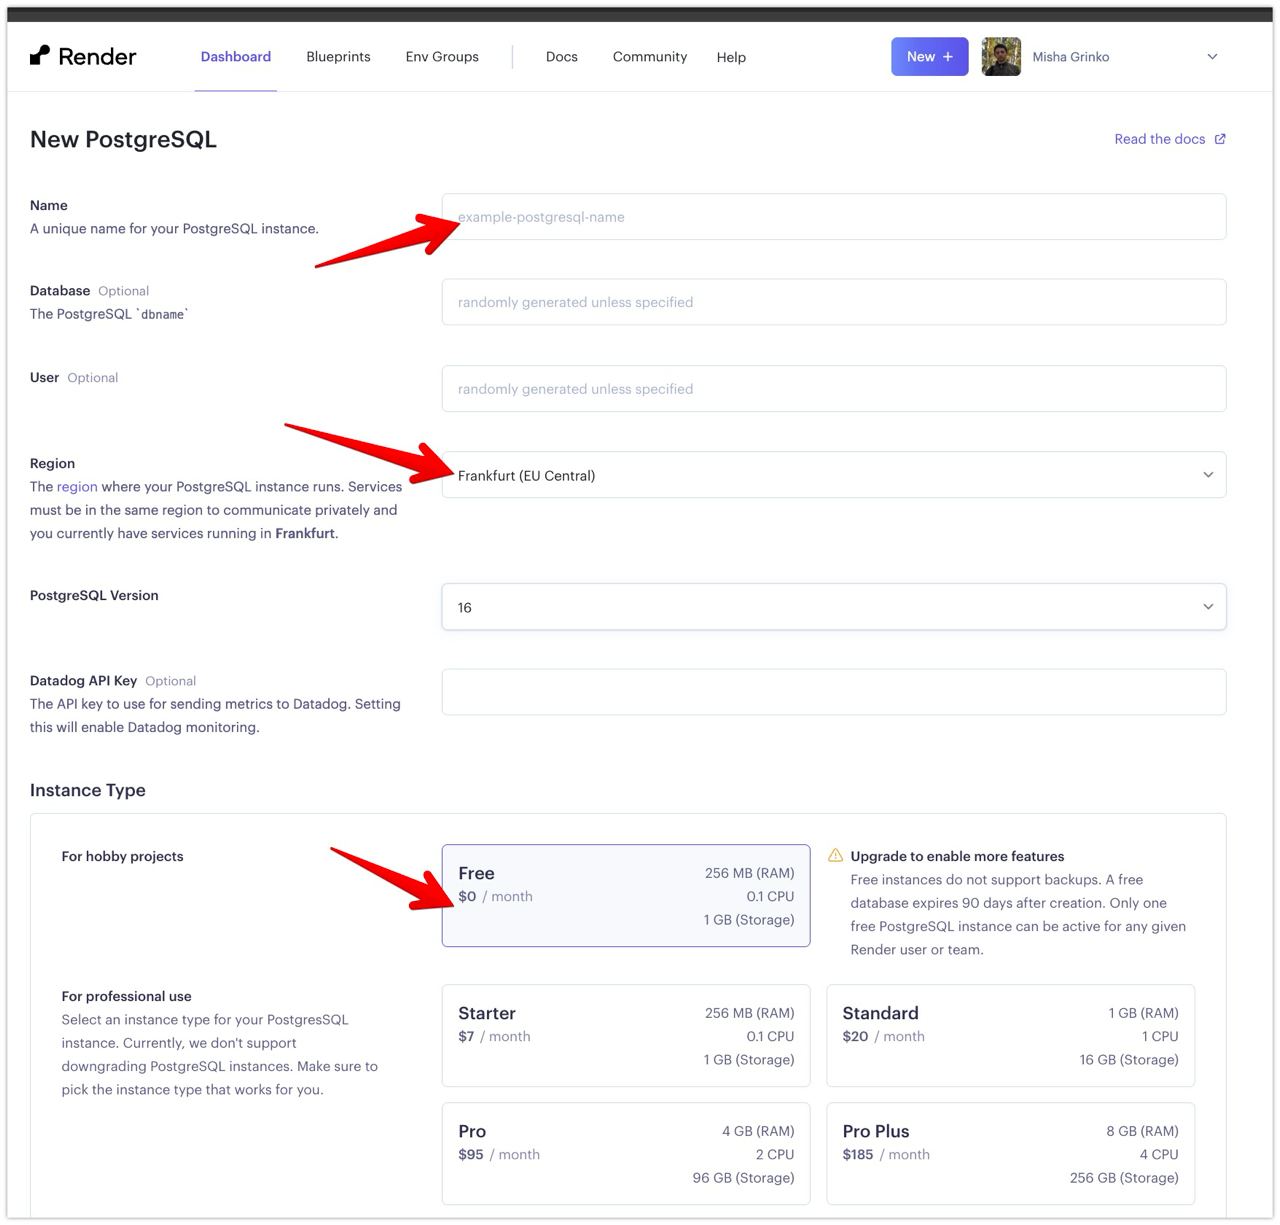 Render
Dashboard
Blueprints
Env Groups
Docs
Community
Help
New +
Misha Grinko
New PostgreSQL
Read the docs
Name
A unique name for your PostgreSQL instance.
example-postgresql-name
Database Optional
The PostgreSQL `dbname`
randomly generated unless specified
User Optional
randomly generated unless specified
Region
The region where your PostgreSQL instance runs. Services
must be in the same region to communicate privately and
you currently have services running in Frankfurt.
Frankfurt (EU Central)
PostgreSQL Version
16
Datadog API Key Optional
The API key to use for sending metrics to Datadog. Setting
this will enable Datadog monitoring.
Instance Type
For hobby projects
Free
$0 / month
256 MB (RAM)
0.1 CPU
1 GB (Storage)
Upgrade to enable more features
Free instances do not support backups. A free
database expires 90 days after creation. Only one
free PostgreSQL instance can be active for any given
Render user or team.
For professional use
Select an instance type for your PostgresSQL
instance. Currently, we don't support
downgrading PostgreSQL instances. Make sure to
pick the instance type that works for you.
Starter
$7 / month
256 MB (RAM)
0.1 CPU
1 GB (Storage)
Standard
$20 / month
1 GB (RAM)
1 CPU
16 GB (Storage)
Pro
$95 / month
4 GB (RAM)
2 CPU
96 GB (Storage)
Pro Plus
$185 / month
8 GB (RAM)
4 CPU
256 GB (Storage)